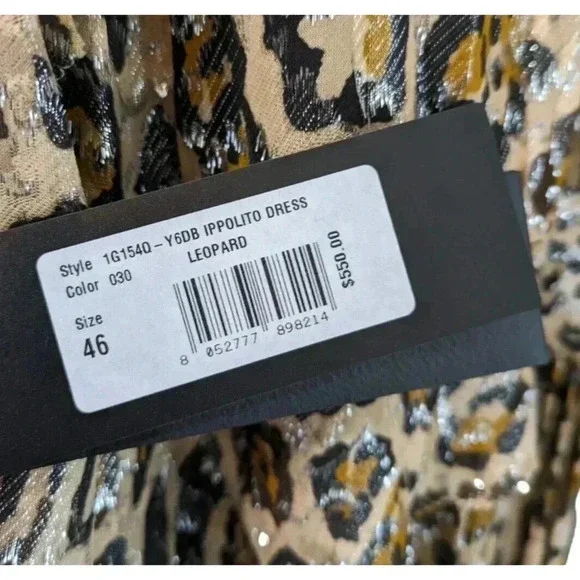 Style 1G154Q-Y6DB IPPOLITO DRESS
Color 030 LEOPARD
Size
46
$550.00
8 052777 898214